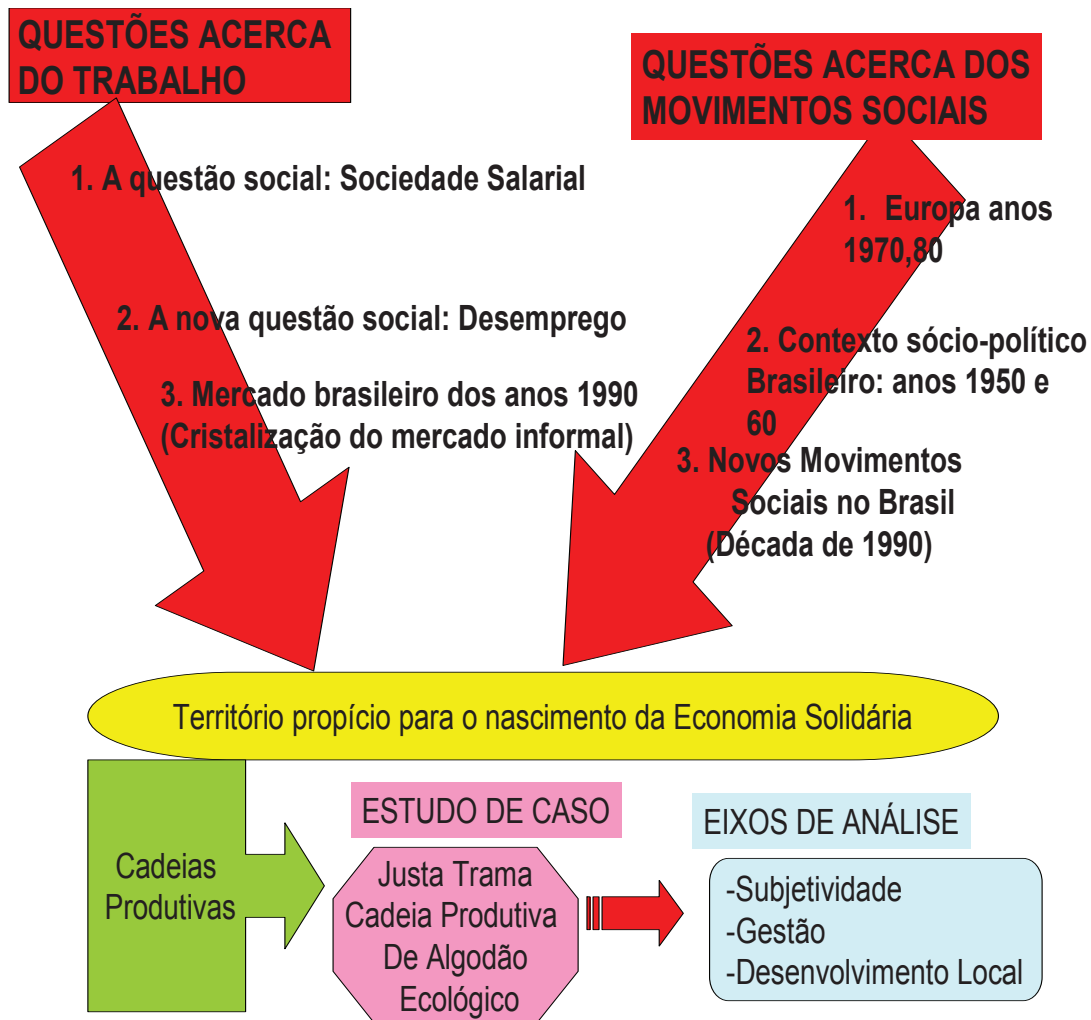 QUESTÕES ACERCA
DO TRABALHO
QUESTÕES ACERCA DOS
MOVIMENTOS SOCIAIS
1. A questão social: Sociedade Salarial
2. A nova questão social: Desemprego
3. Mercado brasileiro dos anos 1990
(Cristalização do mercado informal)
1. Europa anos
1970,80
2. Contexto sócio-político
Brasileiro: anos 1950 e
60
3. Novos Movimentos
Sociais no Brasil
(Década de 1990)
Território propício para o nascimento da Economia Solidária
Cadeias
Produtivas
ESTUDO DE CASO
Justa Trama
Cadeia Produtiva
De Algodão
Ecológico
EIXOS DE ANÁLISE
-Subjetividade
-Gestão
-Desenvolvimento Local